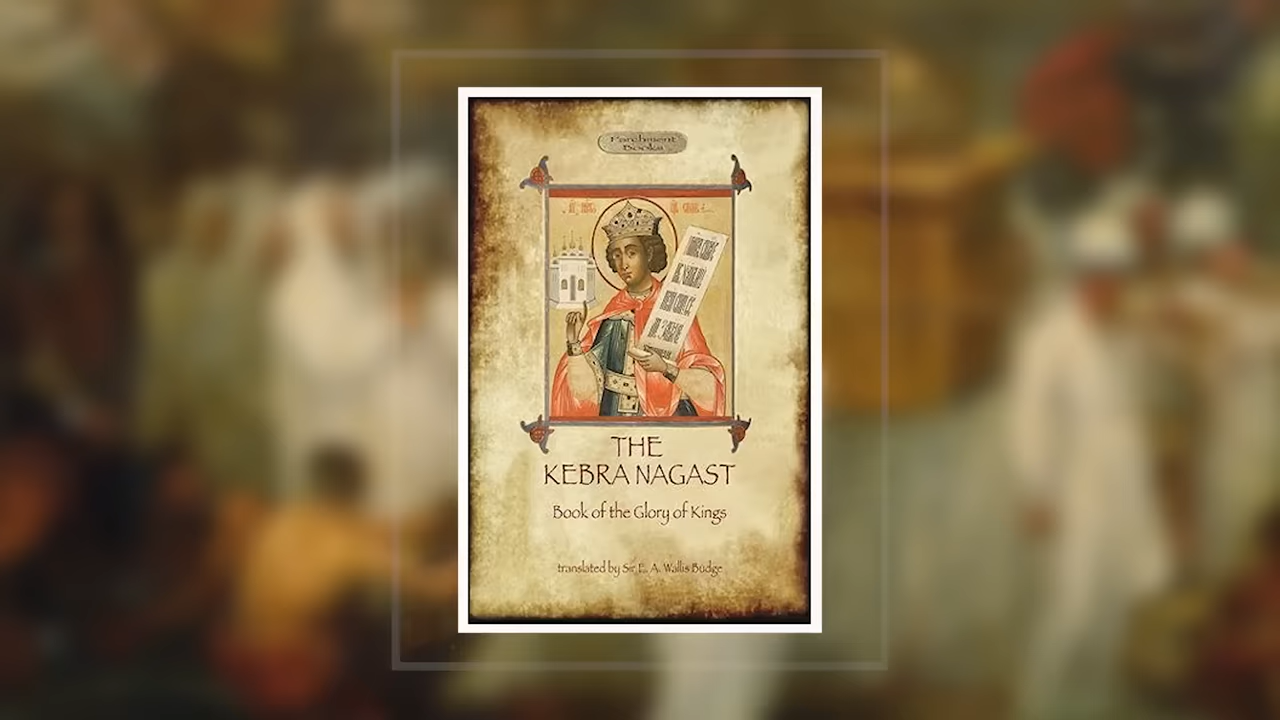 Parchment
Books
THE
KEBRA NAGAST
Book of the Glory of Kings
translated by Sir E. A. Wallis Budge